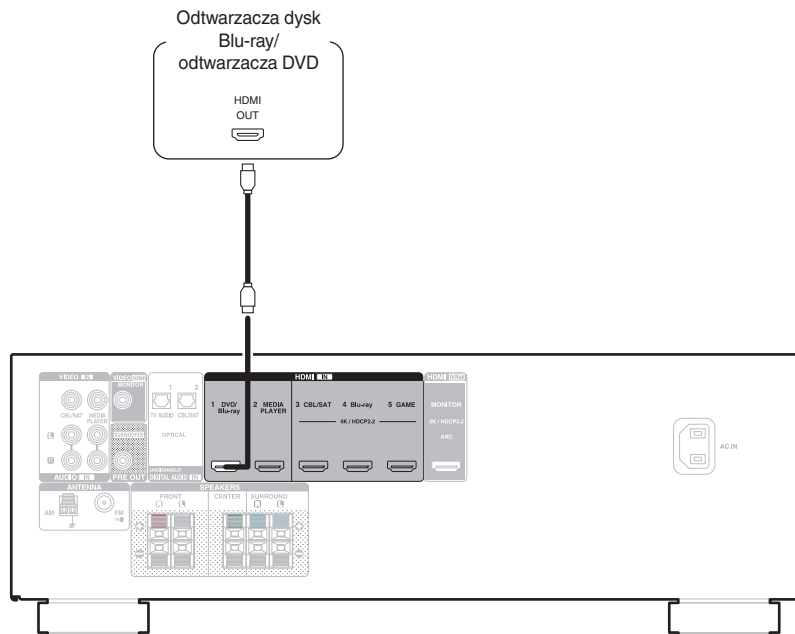 Odtwarzacza dysk
Blu-ray/
odtwarzacza DVD
HDMI
OUT
VIDEO IN
VIDEO OUT
MONITOR
CBL/SAT
MEDIA
PLAYER
L
R
AUDIO IN
SUBWOOFER
PRE OUT
1
2
TV AUDIO
CBL/SAT
OPTICAL
(ASSIGNABLE)
DIGITAL AUDIO IN
HDMI IN
1 DVD/
Blu-ray
2 MEDIA
PLAYER
3 CBL/SAT
4 Blu-ray
5 GAME
4K / HDCP2.2
HDMI OUT
MONITOR
4K / HDCP2.2
ARC
AC IN
ANTENNA
AM
FM
75Ω
SPEAKERS
FRONT
R
L
CENTER
SURROUND
R
L